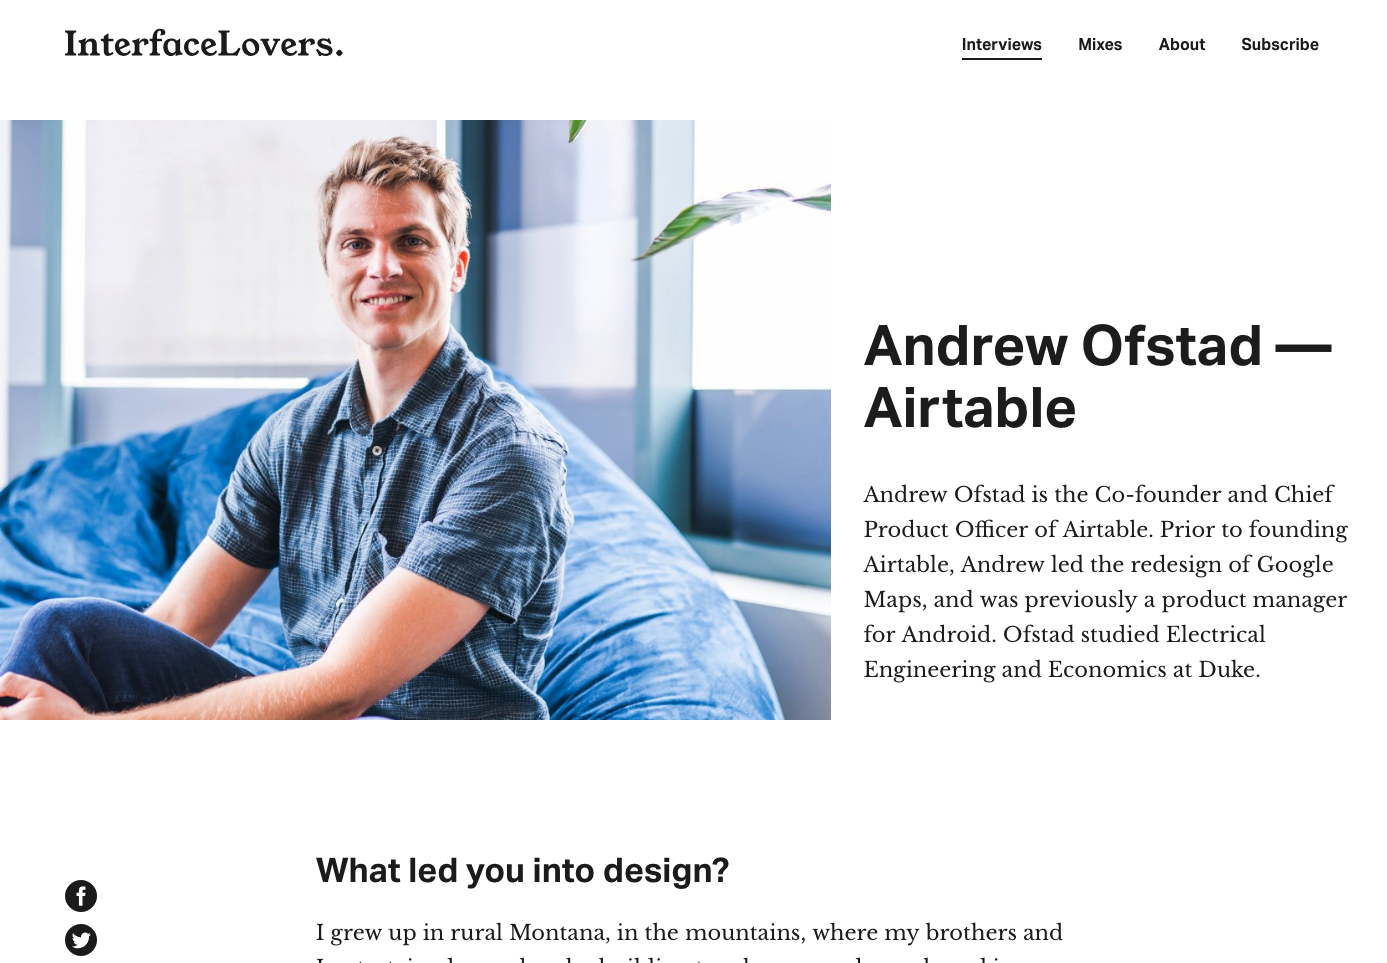 InterfaceLovers.
Interviews Mixes About Subscribe
Andrew Ofstad —
Airtable
Andrew Ofstad is the Co-founder and Chief
Product Officer of Airtable. Prior to founding
Airtable, Andrew led the redesign of Google
Maps, and was previously a product manager
for Android. Ofstad studied Electrical
Engineering and Economics at Duke.
What led you into design?
I grew up in rural Montana, in the mountains, where my brothers and